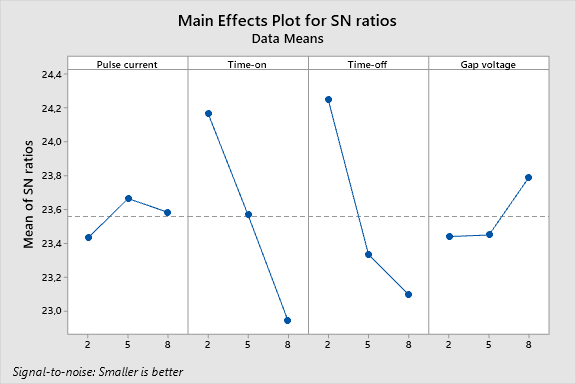 Main Effects Plot for SN ratios
Data Means
Pulse current Time-on Time-off Gap voltage
24,4
24,2
24,0
23,8
23,6
23,4
23,2
23,0
Mean of SN ratios
2 5 8 2 5 8 2 5 8 2 5 8
Signal-to-noise: Smaller is better